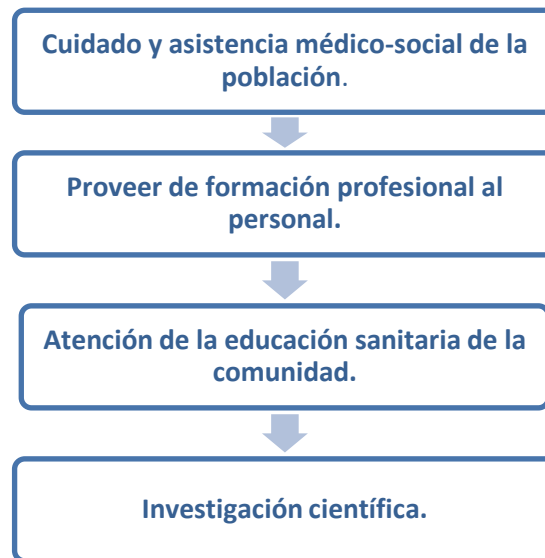 Cuidado y asistencia médico-social de la
población.
Proveer de formación profesional al
personal.
Atención de la educación sanitaria de la
comunidad.
Investigación científica.